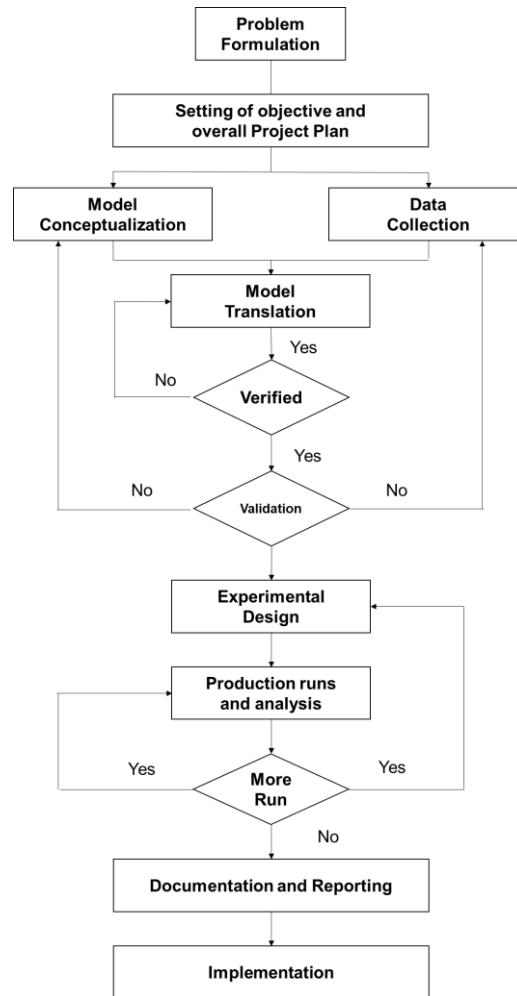 Problem
Formulation
Setting of objective and
overall Project Plan
Model
Conceptualization
Data
Collection
Model
Translation
Yes
No
Verified
Yes
No
No
Validation
Experimental
Design
Production runs
and analysis
Yes
Yes
More
Run
No
Documentation and Reporting
Implementation